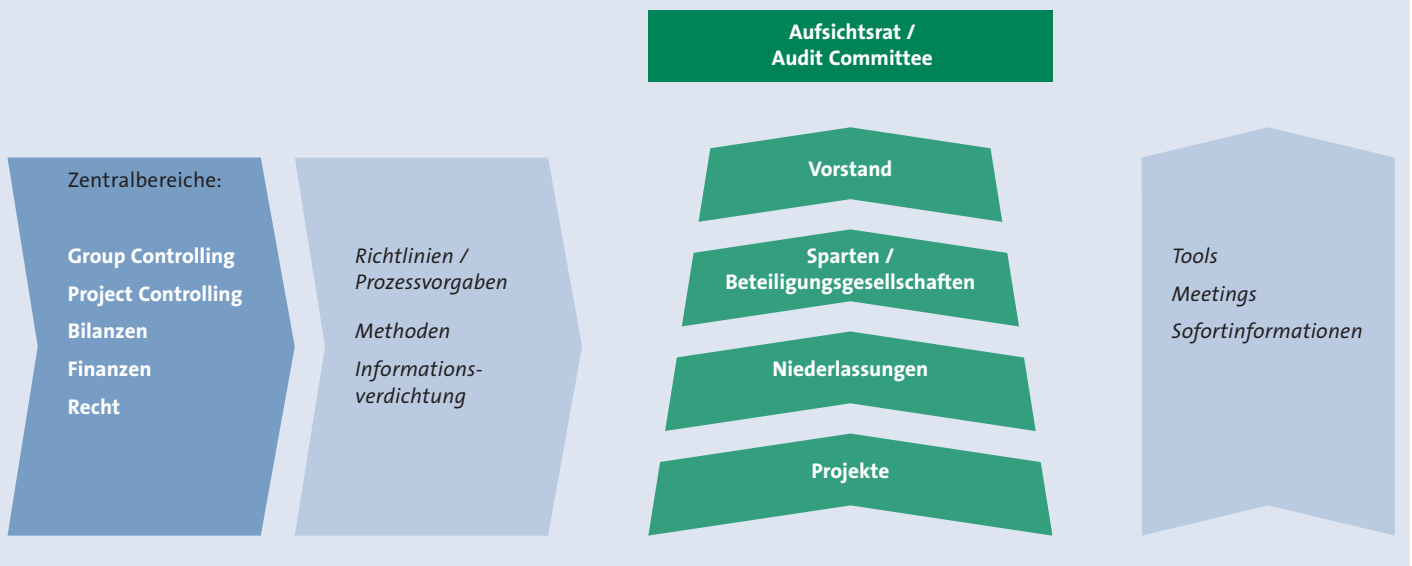 Aufsichtsrat /
Audit Committee
Zentralbereiche:
Group Controlling
Project Controlling
Bilanzen
Finanzen
Recht
Richtlinien /
Prozessvorgaben
Methoden
Informations-
verdichtung
Vorstand
Sparten /
Beteiligungsgesellschaften
Niederlassungen
Projekte
Tools
Meetings
Sofortinformationen